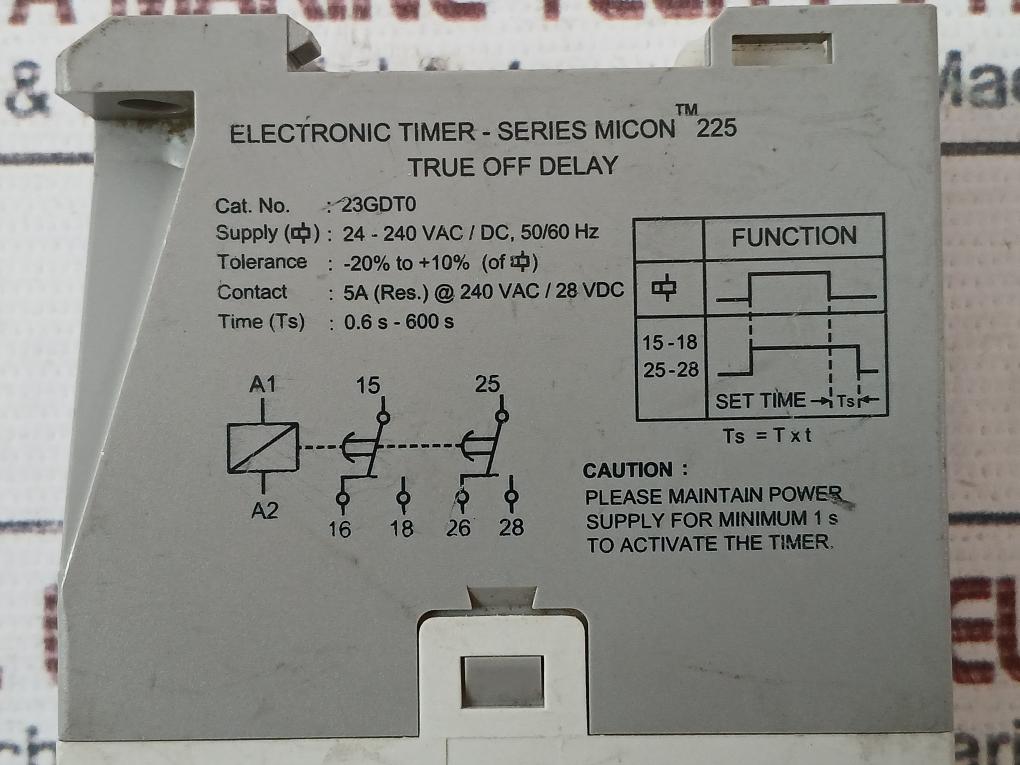 A MARINE TECH
&
Mac
ELECTRONIC TIMER - SERIES MICON™ 225
TRUE OFF DELAY
Cat. No. : 23GDT0
Supply ( ) : 24 - 240 VAC / DC, 50/60 Hz
Tolerance : -20% to +10% (of )
Contact : 5A (Res.) @ 240 VAC / 28 VDC
Time (Ts) : 0.6 s - 600 s
FUNCTION
15 - 18
25 - 28
SET TIME Ts
Ts = T x t
A1 15 25
A2 16 18 26 28
CAUTION :
PLEASE MAINTAIN POWER
SUPPLY FOR MINIMUM 1 s
TO ACTIVATE THE TIMER.